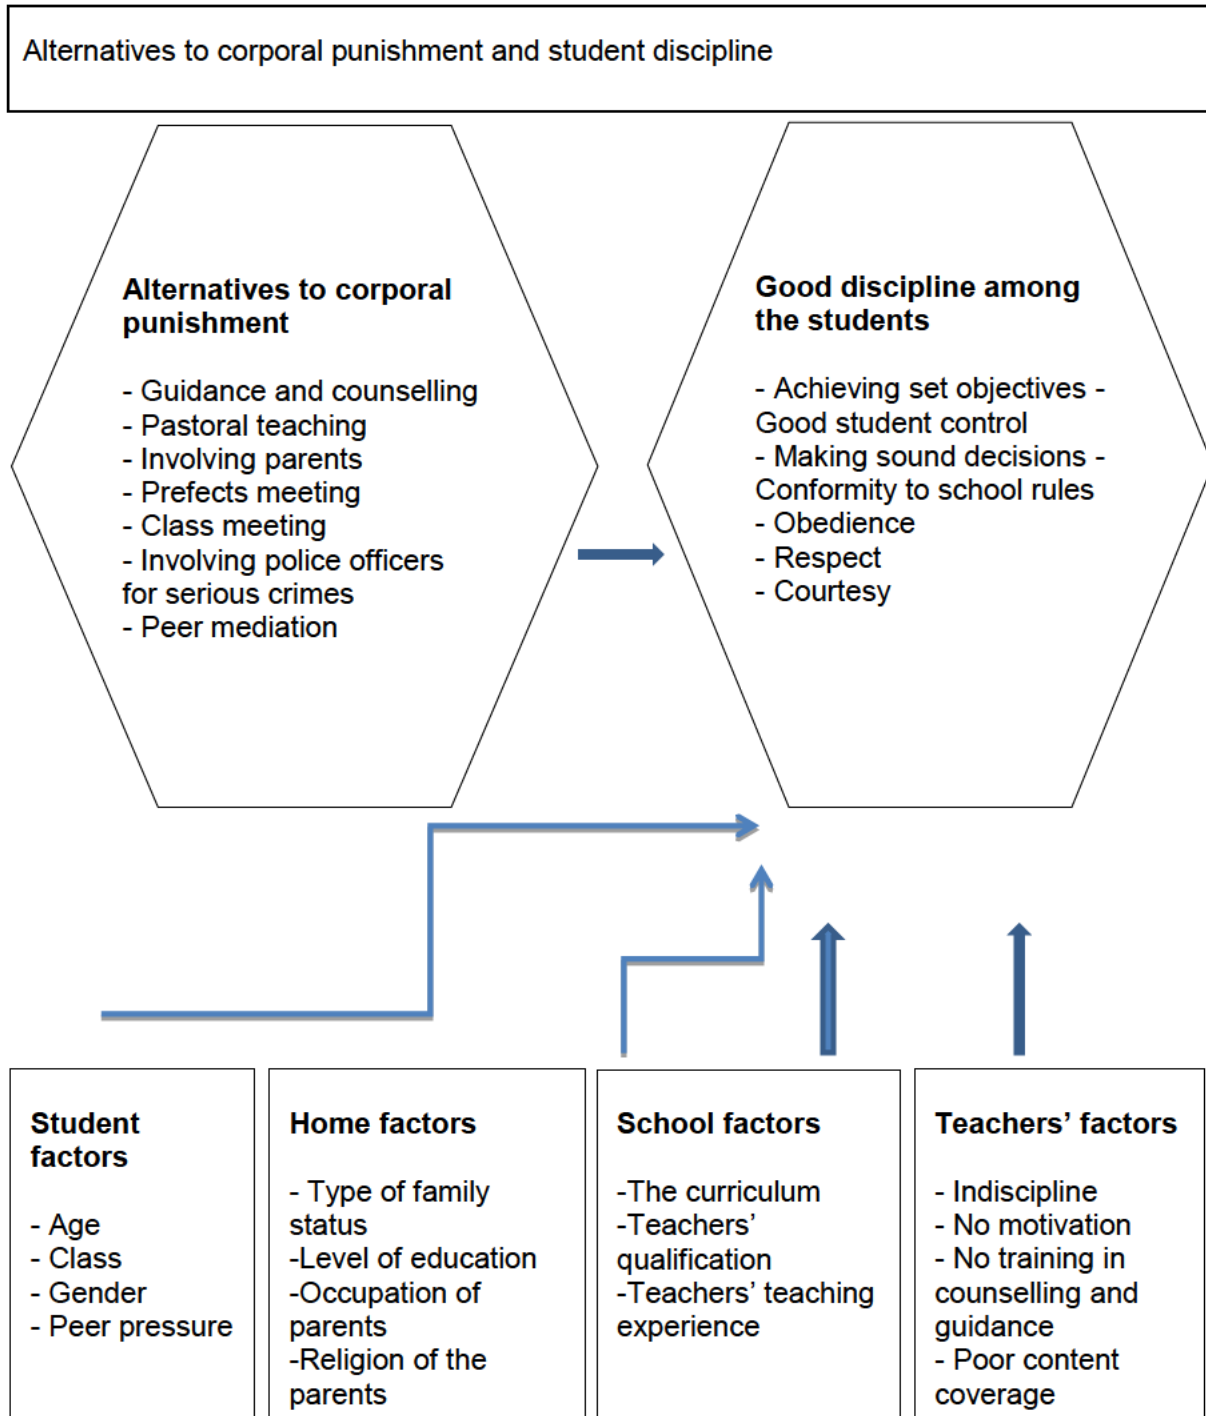 Alternatives to corporal punishment and student discipline
Alternatives to corporal
punishment
- Guidance and counselling
- Pastoral teaching
- Involving parents
- Prefects meeting
- Class meeting
- Involving police officers
for serious crimes
- Peer mediation
Good discipline among
the students
- Achieving set objectives -
Good student control
- Making sound decisions -
Conformity to school rules
- Obedience
- Respect
- Courtesy
Student
factors
- Age
- Class
- Gender
- Peer pressure
Home factors
- Type of family
status
-Level of education
-Occupation of
parents
-Religion of the
parents
School factors
-The curriculum
-Teachers’
qualification
-Teachers’ teaching
experience
Teachers’ factors
- Indiscipline
- No motivation
- No training in
counselling and
guidance
- Poor content
coverage